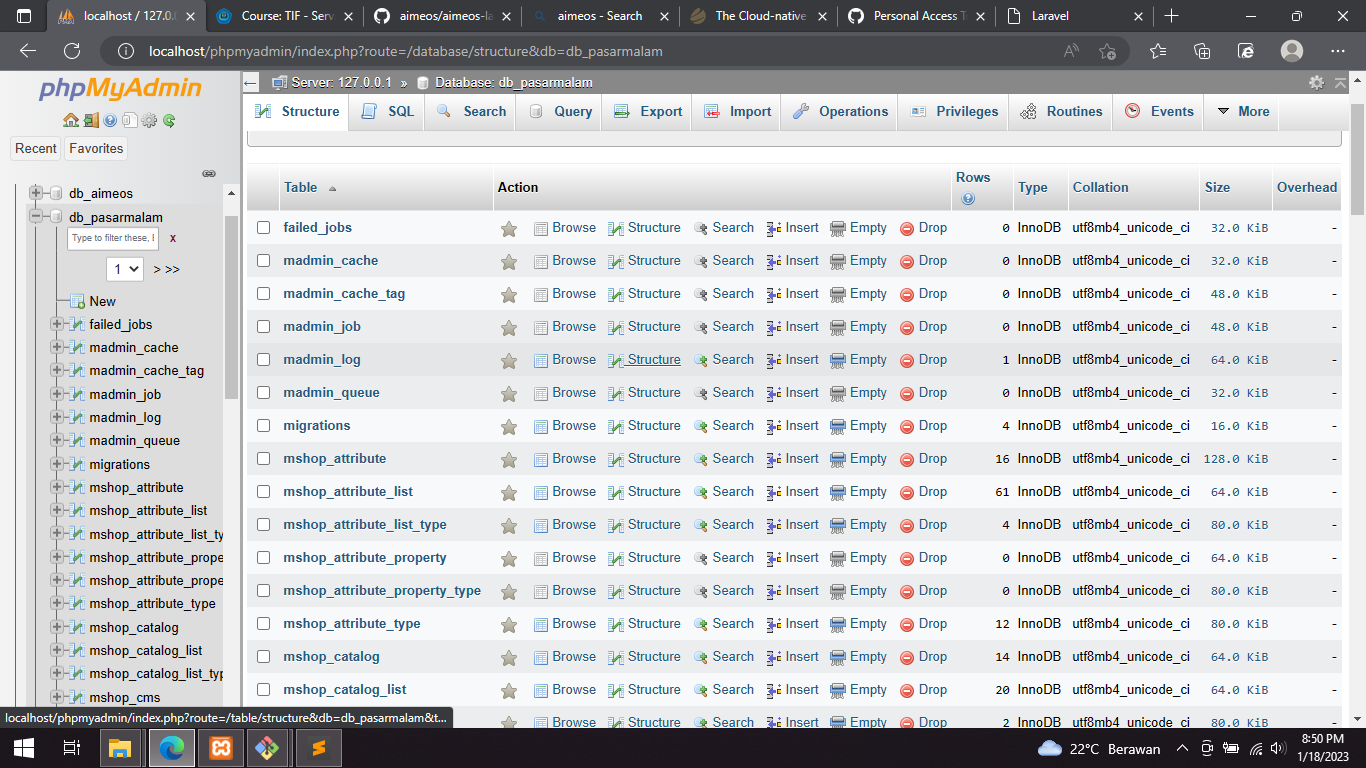 localhost / 127.0.0
Course: TIF - Serv
aimeos/aimeos-la
aimeos - Search
The Cloud-native
Personal Access T
Laravel
localhost/phpmyadmin/index.php?route=/database/structure&db=db_pasarmalam
phpMyAdmin
Recent
Favorites
db_aimeos
db_pasarmalam
Type to filter these,
X
1
> >>
New
failed_jobs
madmin_cache
madmin_cache_tag
madmin_job
madmin_log
madmin_queue
migrations
mshop_attribute
mshop_attribute_list
mshop_attribute_list_ty
mshop_attribute_prope
mshop_attribute_prope
mshop_attribute_type
mshop_catalog
mshop_catalog_list
mshop_catalog_list_typ
mshop_cms
Server: 127.0.0.1 » Database: db_pasarmalam
Structure SQL Search Query Export Import Operations Privileges Routines Events More
Table Action Rows Type Collation Size Overhead
failed_jobs Browse Structure Search Insert Empty Drop 0 InnoDB utf8mb4_unicode_ci 32.0 KiB -
madmin_cache Browse Structure Search Insert Empty Drop 0 InnoDB utf8mb4_unicode_ci 32.0 KiB -
madmin_cache_tag Browse Structure Search Insert Empty Drop 0 InnoDB utf8mb4_unicode_ci 48.0 KiB -
madmin_job Browse Structure Search Insert Empty Drop 0 InnoDB utf8mb4_unicode_ci 48.0 KiB -
madmin_log Browse Structure Search Insert Empty Drop 1 InnoDB utf8mb4_unicode_ci 64.0 KiB -
madmin_queue Browse Structure Search Insert Empty Drop 0 InnoDB utf8mb4_unicode_ci 32.0 KiB -
migrations Browse Structure Search Insert Empty Drop 4 InnoDB utf8mb4_unicode_ci 16.0 KiB -
mshop_attribute Browse Structure Search Insert Empty Drop 16 InnoDB utf8mb4_unicode_ci 128.0 KiB -
mshop_attribute_list Browse Structure Search Insert Empty Drop 61 InnoDB utf8mb4_unicode_ci 64.0 KiB -
mshop_attribute_list_type Browse Structure Search Insert Empty Drop 4 InnoDB utf8mb4_unicode_ci 80.0 KiB -
mshop_attribute_property Browse Structure Search Insert Empty Drop 0 InnoDB utf8mb4_unicode_ci 64.0 KiB -
mshop_attribute_property_type Browse Structure Search Insert Empty Drop 0 InnoDB utf8mb4_unicode_ci 80.0 KiB -
mshop_attribute_type Browse Structure Search Insert Empty Drop 12 InnoDB utf8mb4_unicode_ci 80.0 KiB -
mshop_catalog Browse Structure Search Insert Empty Drop 14 InnoDB utf8mb4_unicode_ci 64.0 KiB -
mshop_catalog_list Browse Structure Search Insert Empty Drop 20 InnoDB utf8mb4_unicode_ci 64.0 KiB -
Browse Structure Search Insert Empty Drop 2 InnoDB utf8mb4_unicode_ci 80.0 KiB -
localhost/phpmyadmin/index.php?route=/table/structure&db=db_pasarmalam&t...
22°C Berawan
8:50 PM
1/18/2023